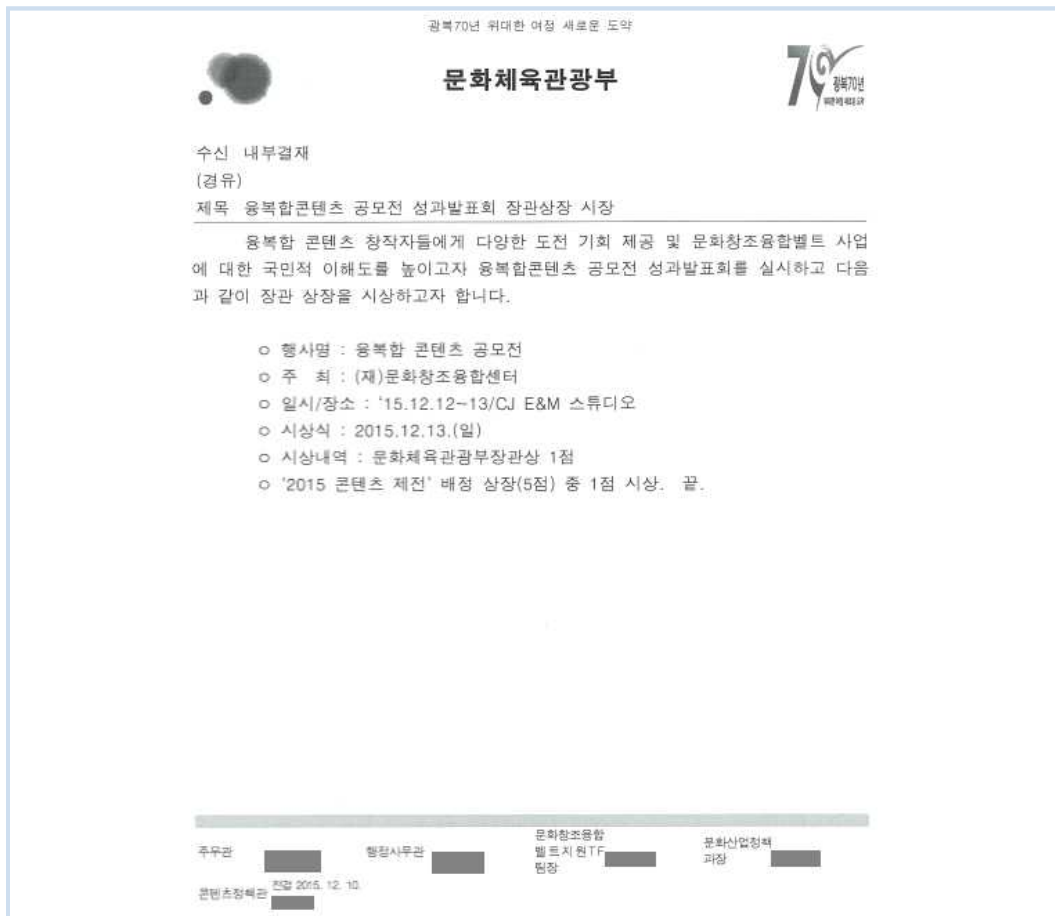 광복70년 위대한 여정 새로운 도약
문화체육관광부
70 광복70년
수신 내부결재
(경유)
제목 융복합콘텐츠 공모전 성과발표회 장관상장 시장
융복합 콘텐츠 창작자들에게 다양한 도전 기회 제공 및 문화창조융합벨트 사업
에 대한 국민적 이해도를 높이고자 융복합콘텐츠 공모전 성과발표회를 실시하고 다음
과 같이 장관 상장을 시상하고자 합니다.
ㅇ 행사명 : 융복합 콘텐츠 공모전
ㅇ 주 최 : (재)문화창조융합센터
ㅇ 일시/장소 : '15.12.12~13/CJ E&M 스튜디오
ㅇ 시상식 : 2015.12.13.(일)
ㅇ 시상내역 : 문화체육관광부장관상 1점
ㅇ '2015 콘텐츠 제전' 배정 상장(5점) 중 1점 시상. 끝.
주무관 행정사무관 문화창조융합벨트지원TF팀장 문화산업정책과장
콘텐츠정책관 전결 2015. 12. 10.